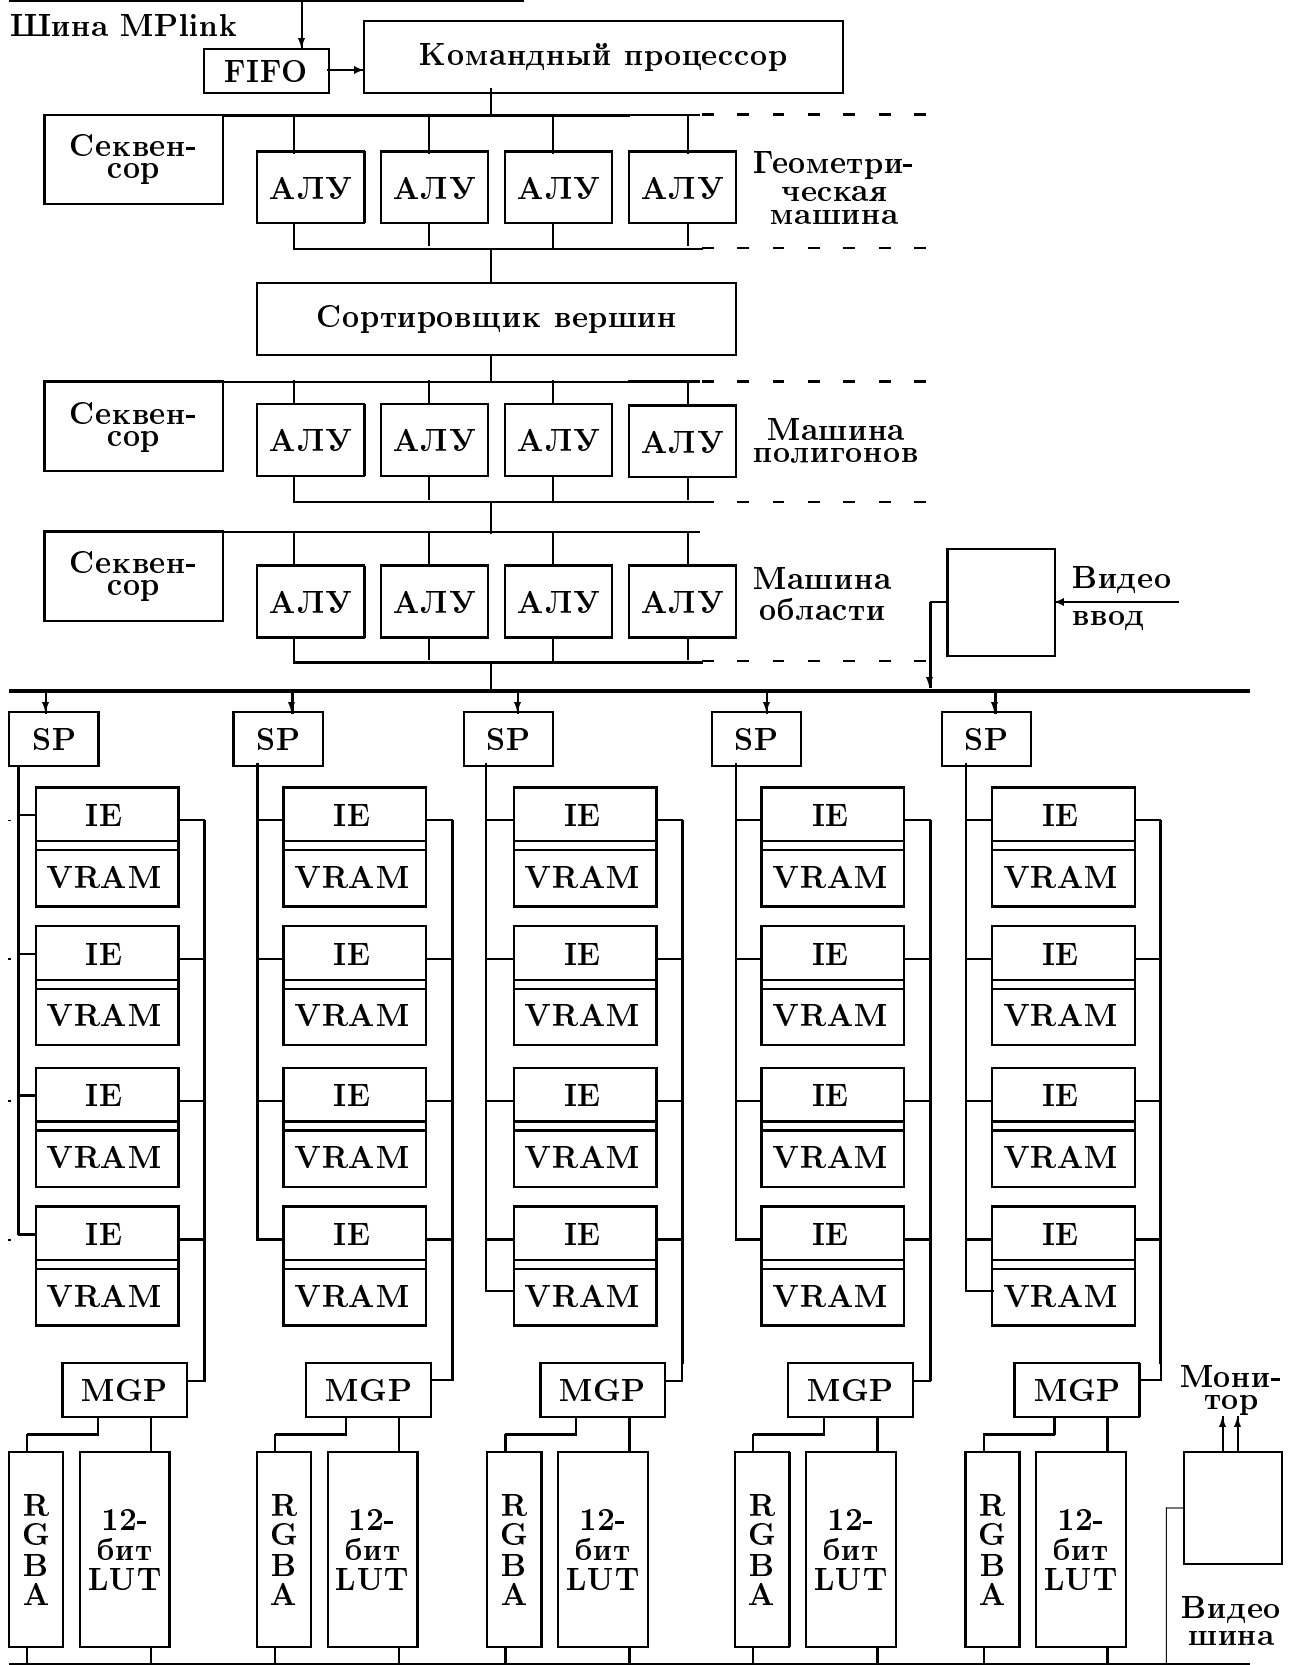 Шина MPlink
FIFO
Командный процессор
Секвен-
сор
АЛУ АЛУ АЛУ АЛУ
Геометри-
ческая
машина
Сортировщик вершин
Секвен-
сор
АЛУ АЛУ АЛУ АЛУ
Машина
полигонов
Секвен-
сор
АЛУ АЛУ АЛУ АЛУ
Машина
области
Видео
ввод
SP SP SP SP SP
IE IE IE IE IE
VRAM VRAM VRAM VRAM VRAM
IE IE IE IE IE
VRAM VRAM VRAM VRAM VRAM
IE IE IE IE IE
VRAM VRAM VRAM VRAM VRAM
IE IE IE IE IE
VRAM VRAM VRAM VRAM VRAM
MGP MGP MGP MGP MGP
Мони-
тор
R
G
B
A
12-
бит
LUT
R
G
B
A
12-
бит
LUT
R
G
B
A
12-
бит
LUT
R
G
B
A
12-
бит
LUT
R
G
B
A
12-
бит
LUT
Видео
шина